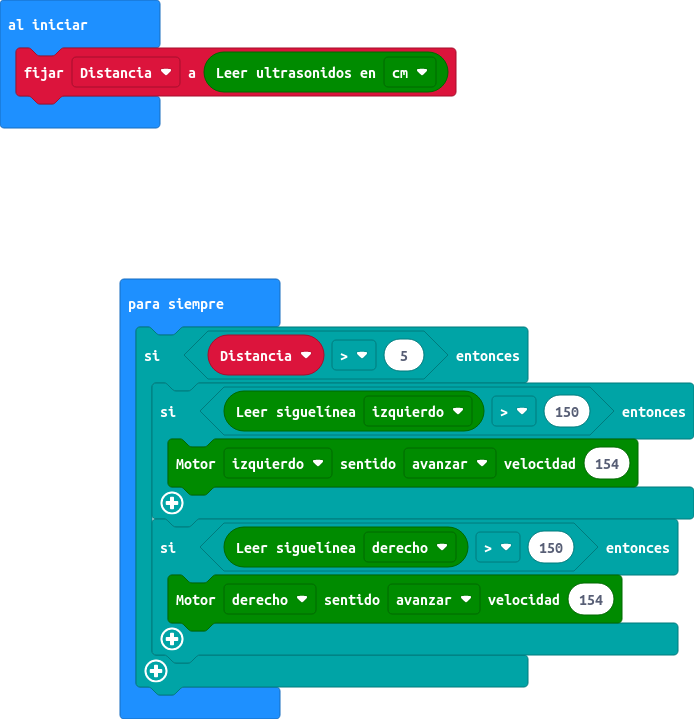 al iniciar
fijar Distancia a Leer ultrasonidos en cm
para siempre
si Distancia > 5 entonces
si Leer siguelínea izquierdo > 150 entonces
Motor izquierdo sentido avanzar velocidad 154
si Leer siguelínea derecho > 150 entonces
Motor derecho sentido avanzar velocidad 154